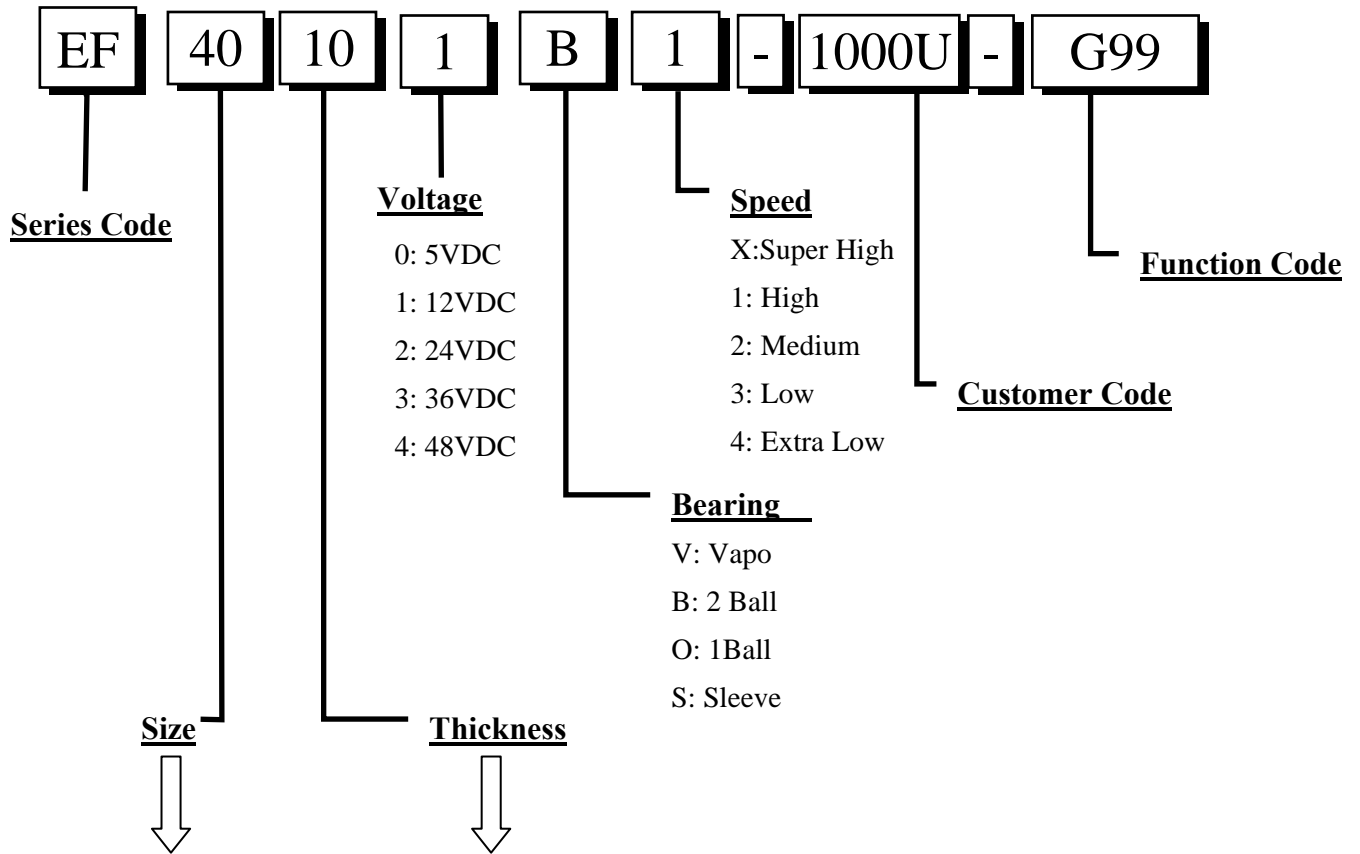 EF 40 10 1 B 1 - 1000U - G99
Series Code
Voltage
0: 5VDC
1: 12VDC
2: 24VDC
3: 36VDC
4: 48VDC
Speed
X:Super High
1: High
2: Medium
3: Low
4: Extra Low
Function Code
Customer Code
Bearing
V: Vapo
B: 2 Ball
O: 1Ball
S: Sleeve
Size
Thickness